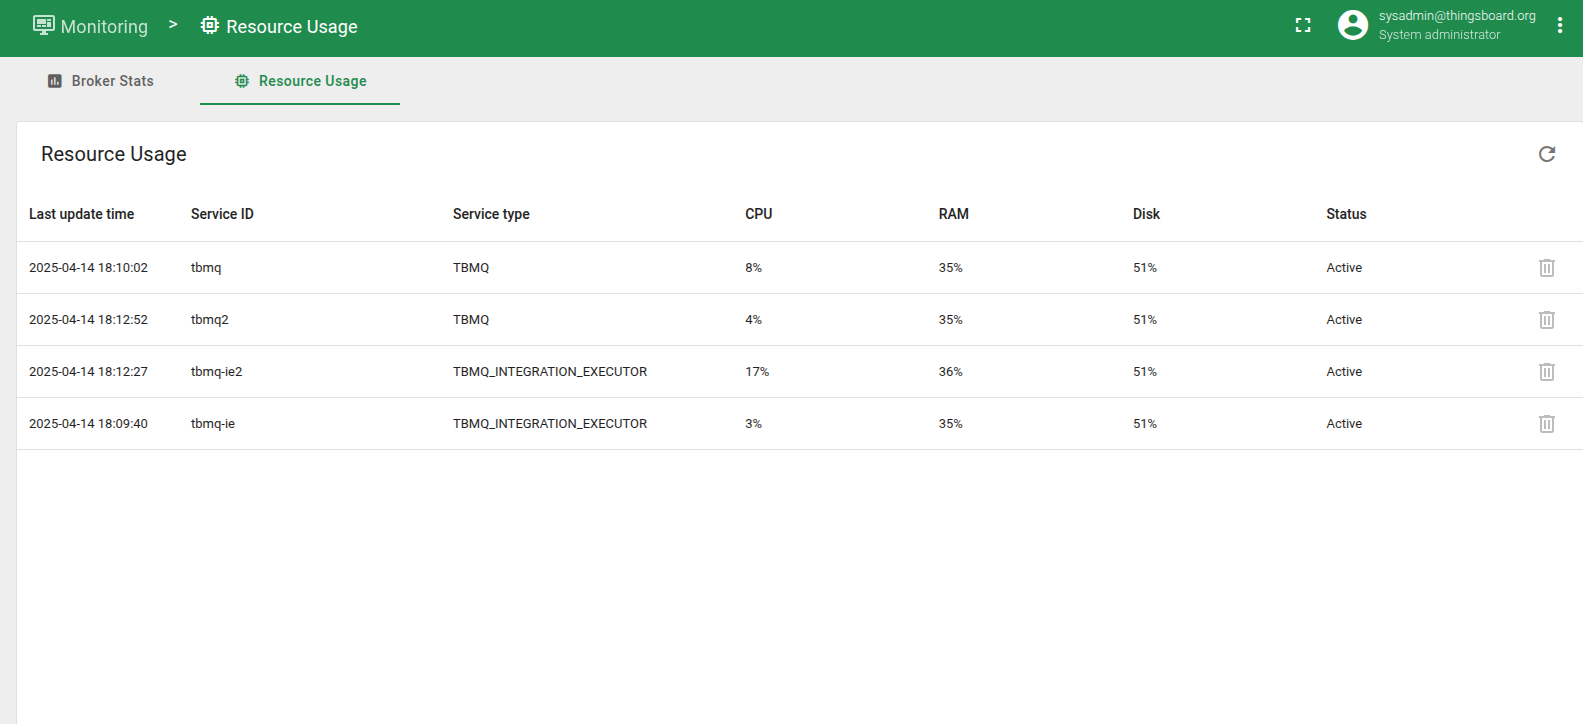 Monitoring > Resource Usage
sysadmin@thingsboard.org
System administrator
Broker Stats Resource Usage
Resource Usage
Last update time Service ID Service type CPU RAM Disk Status
2025-04-14 18:10:02 tbmq TBMQ 8% 35% 51% Active
2025-04-14 18:12:52 tbmq2 TBMQ 4% 35% 51% Active
2025-04-14 18:12:27 tbmq-ie2 TBMQ_INTEGRATION_EXECUTOR 17% 36% 51% Active
2025-04-14 18:09:40 tbmq-ie TBMQ_INTEGRATION_EXECUTOR 3% 35% 51% Active